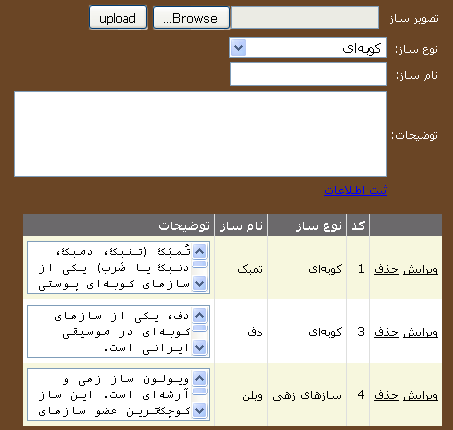 تصویر ساز Browse... upload
نوع ساز: کوبه‌ای
نام ساز:
توضیحات:
ثبت اطلاعات
کد نوع ساز نام ساز توضیحات
ویرایش حذف 1 کوبه‌ای تمبک
تُمبَک (تنبک، دمبک،
دنبک یا ضَرب) یکی از
سازهای کوبه‌ای پوستی
ویرایش حذف 3 کوبه‌ای دف
دف، یکی از سازهای
کوبه‌ای در موسیقی
ایرانی است.
ویرایش حذف 4 سازهای زهی ویلن
ویولون ساز زهی و
آرشه‌ای است. این ساز
کوچکترین عضو سازهای